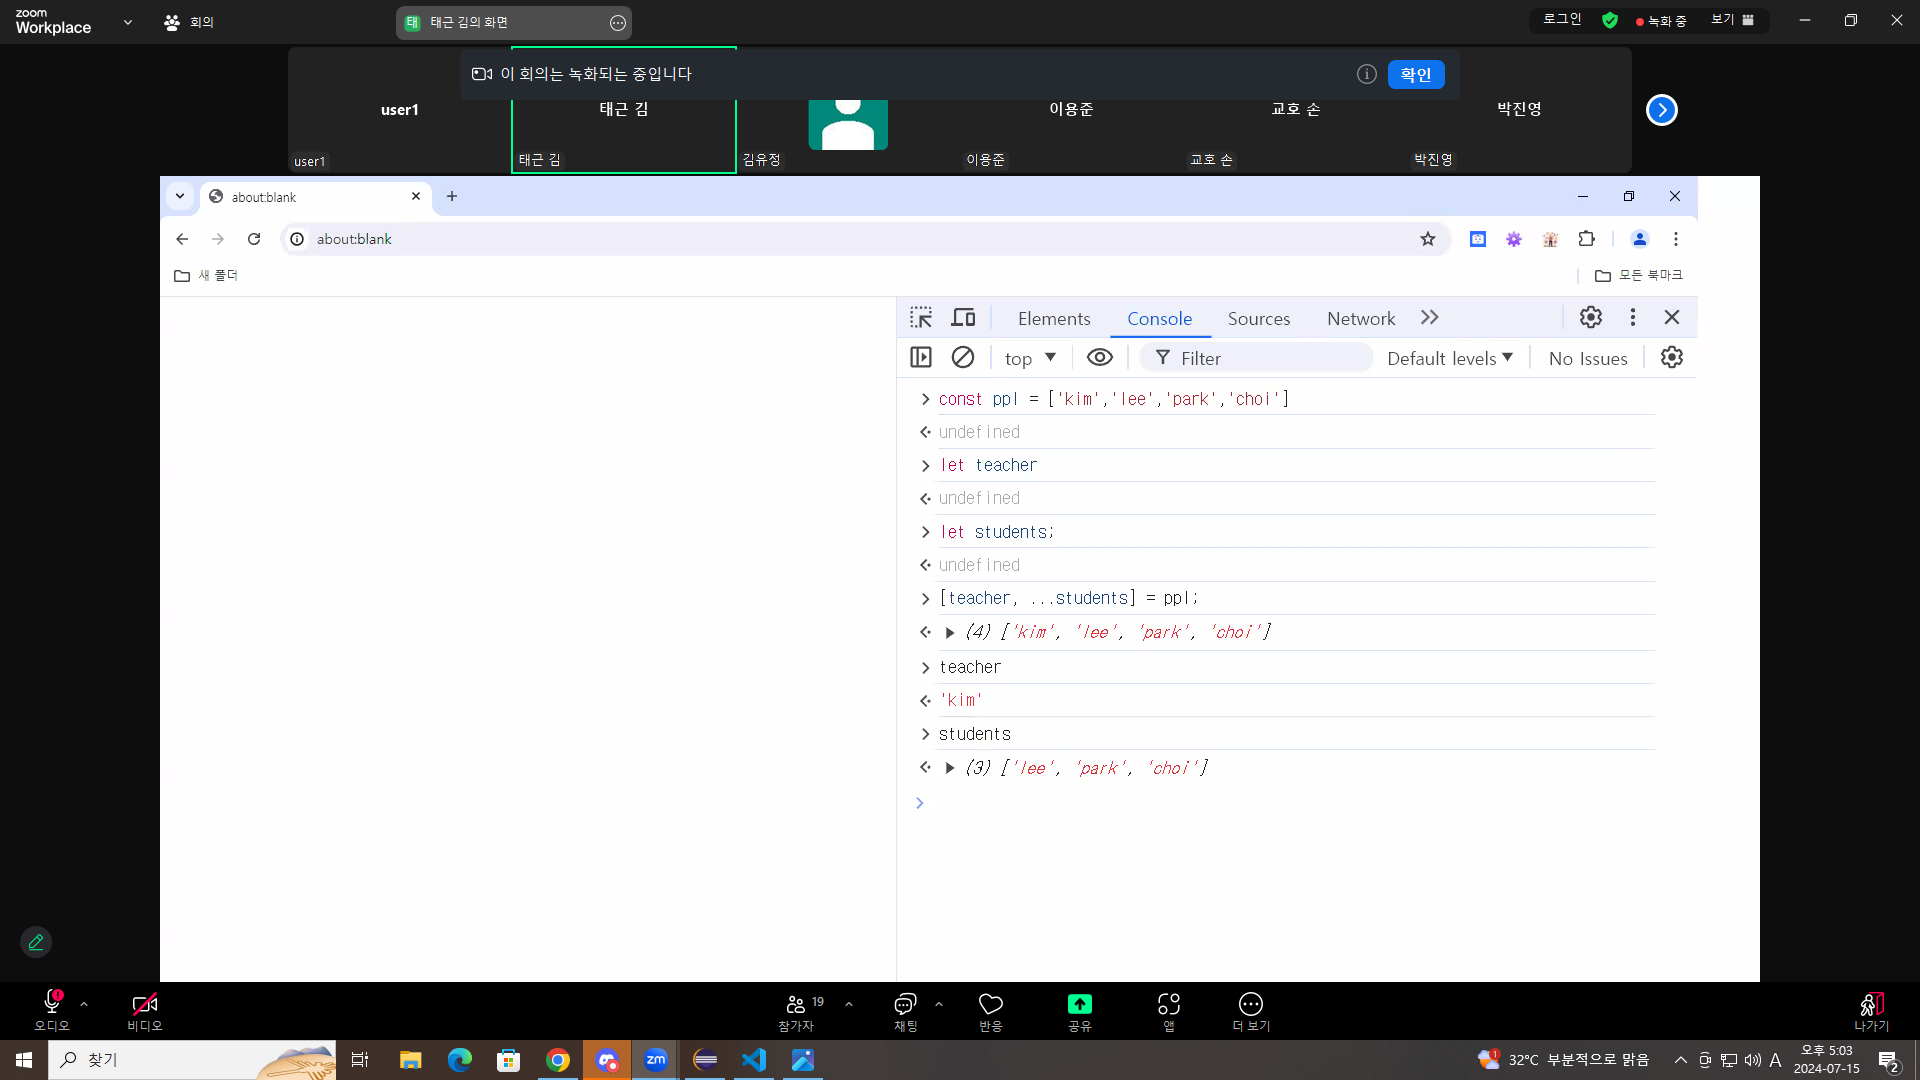 zoom
Workplace
회의
태 태근 김의 화면
로그인
녹화 중
보기
이 회의는 녹화되는 중입니다
확인
user1
태근 김
이용준
교호 손
박진영
user1
태근 김
김유정
이용준
교호 손
박진영
about:blank
about:blank
새 폴더
모든 북마크
Elements
Console
Sources
Network
top
Filter
Default levels
No Issues
const ppl = ['kim','lee','park','choi']
undefined
let teacher
undefined
let students;
undefined
[teacher, ...students] = ppl;
(4) ['kim', 'lee', 'park', 'choi']
teacher
'kim'
students
(3) ['lee', 'park', 'choi']
오디오
비디오
참가자
19
채팅
반응
공유
앱
더 보기
나가기
찾기
zm
1
32°C 부분적으로 맑음
A
오후 5:03
2024-07-15
2